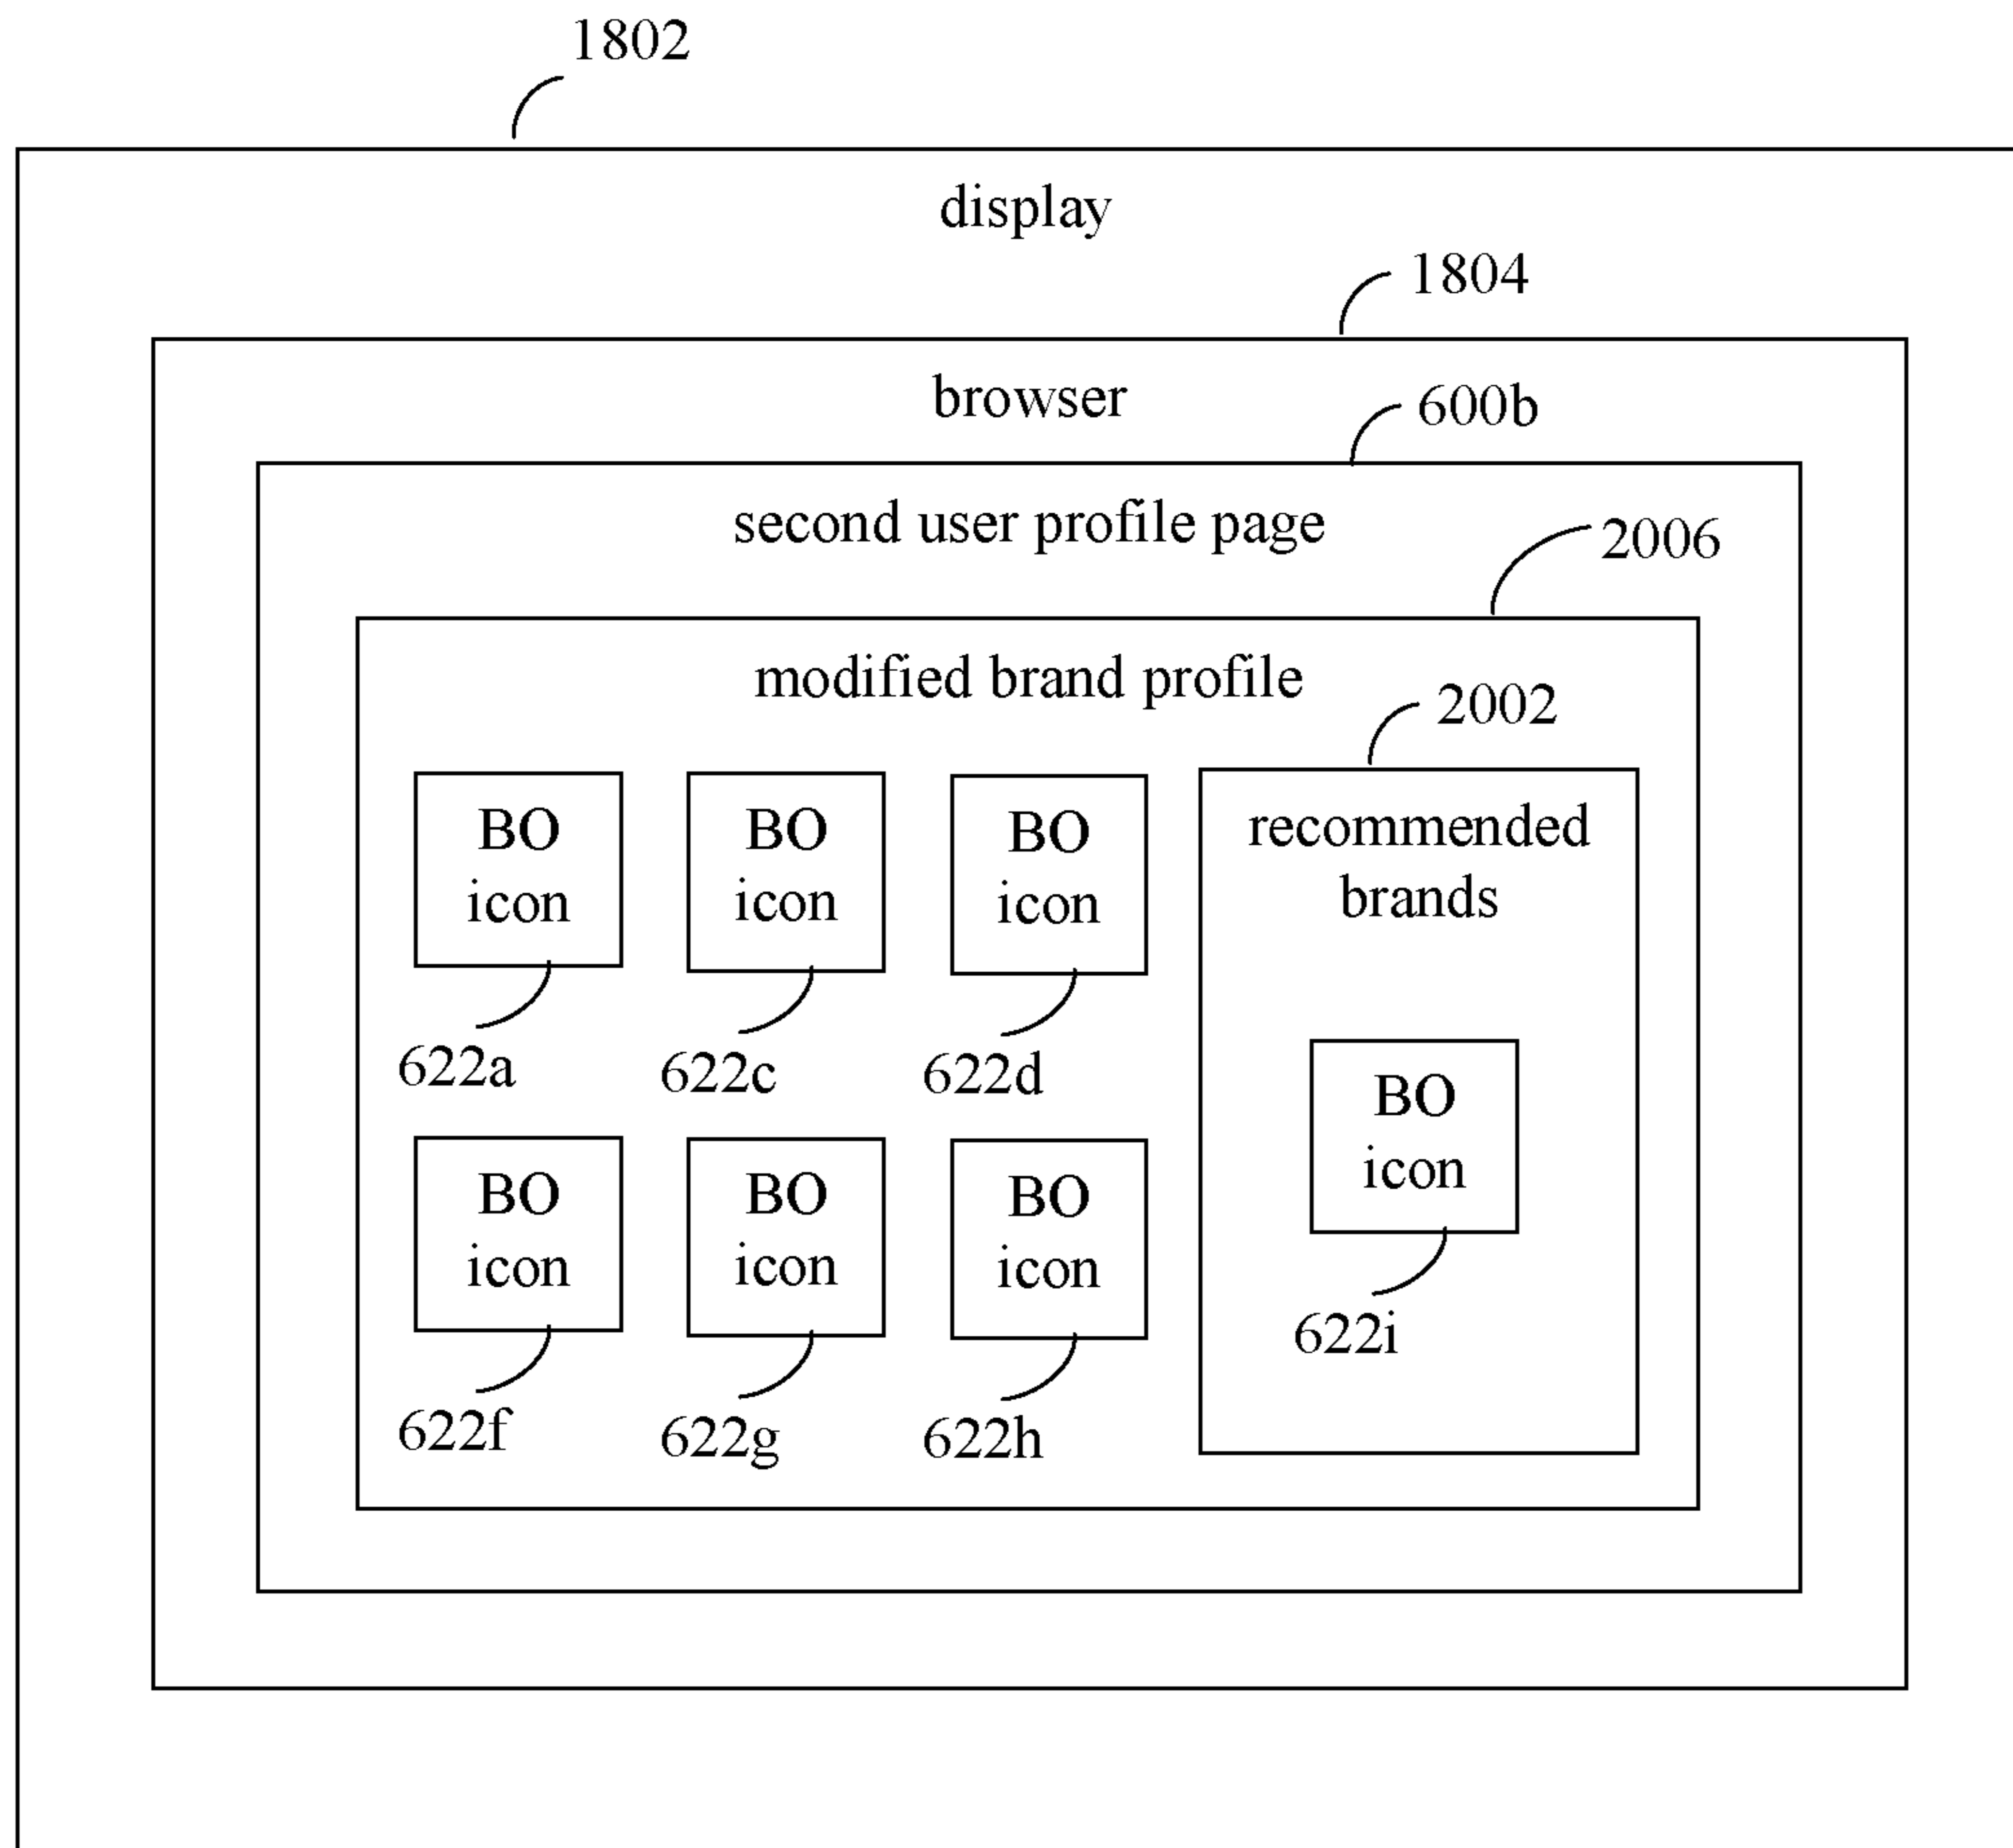 1802
display
1804
browser
600b
second user profile page
2006
modified brand profile
2002
BO
icon
BO
icon
BO
icon
recommended
brands
622a
622c
622d
BO
icon
622i
BO
icon
BO
icon
BO
icon
622f
622g
622h